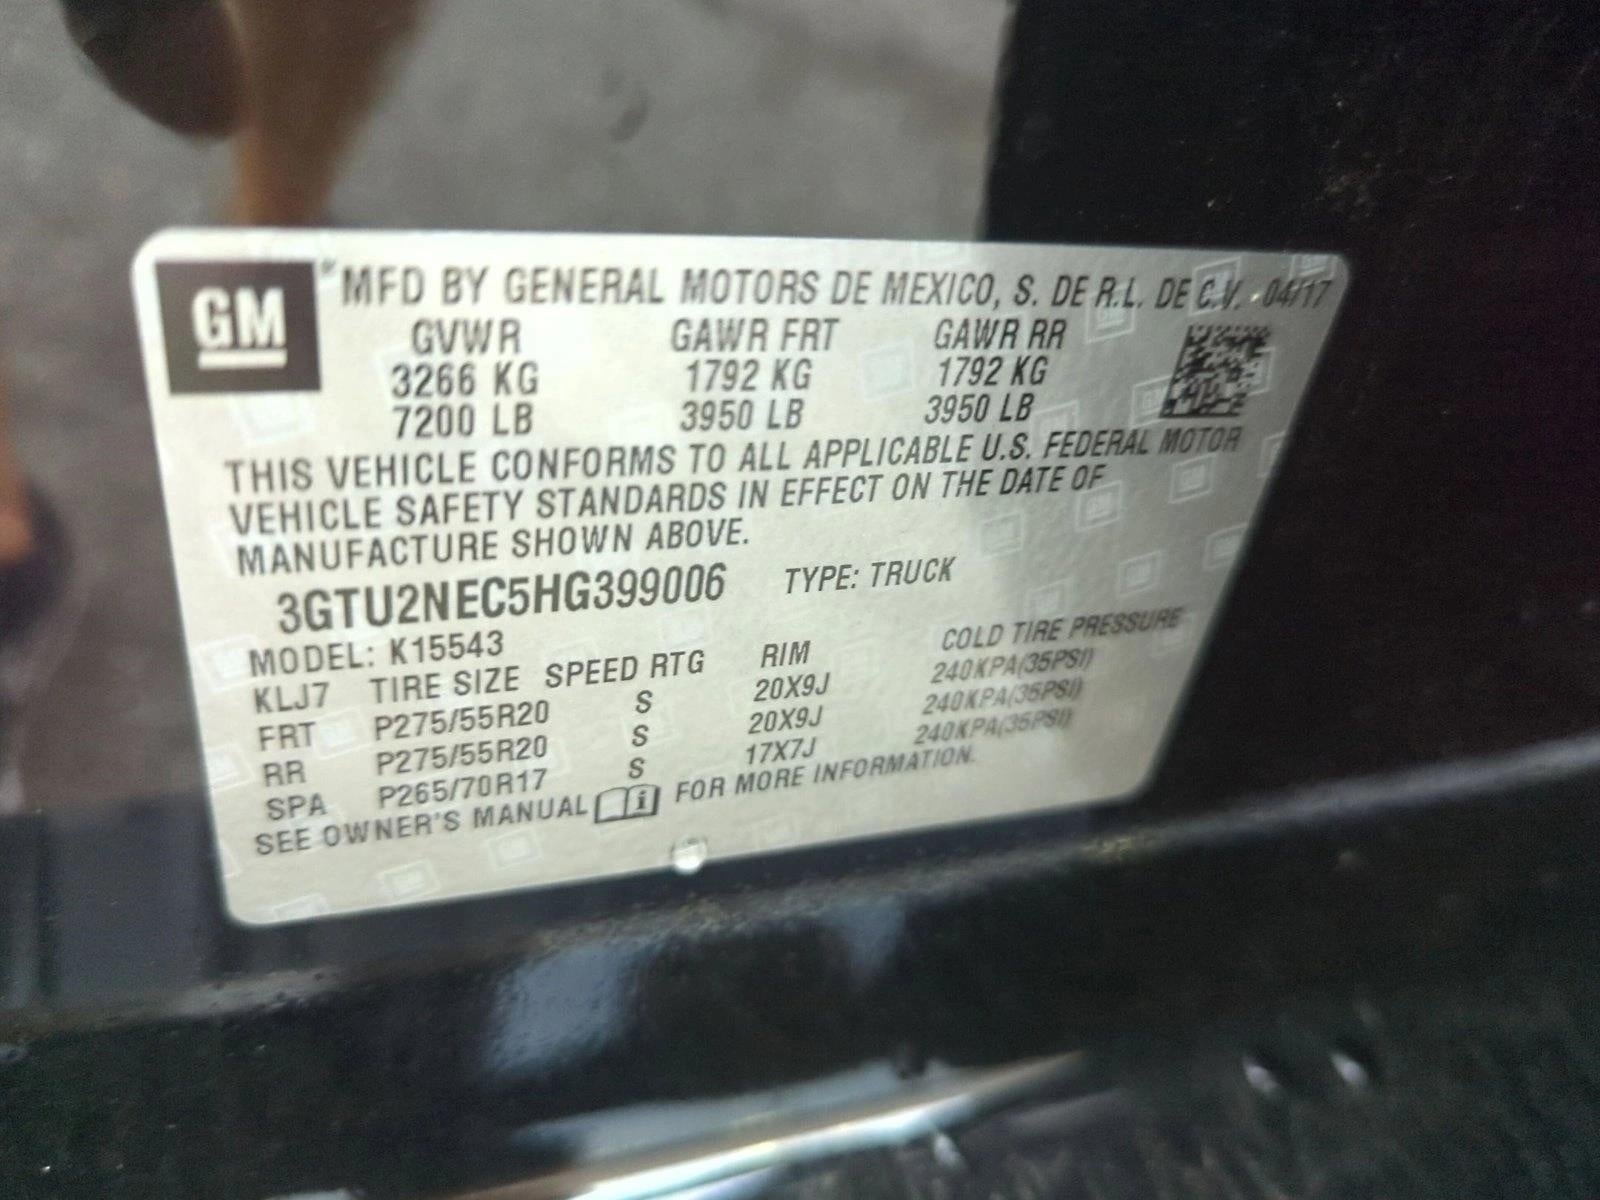 GM
MFD BY GENERAL MOTORS DE MEXICO, S. DE R.L. DE C.V. 04/17
GVWR GAWR FRT GAWR RR
3266 KG 1792 KG 1792 KG
7200 LB 3950 LB 3950 LB
THIS VEHICLE CONFORMS TO ALL APPLICABLE U.S. FEDERAL MOTOR
VEHICLE SAFETY STANDARDS IN EFFECT ON THE DATE OF
MANUFACTURE SHOWN ABOVE.
3GTU2NEC5HG399006 TYPE: TRUCK
MODEL: K15543
KLJ7 TIRE SIZE SPEED RTG RIM COLD TIRE PRESSURE
FRT P275/55R20 S 20X9J 240KPA(35PSI)
RR P275/55R20 S 20X9J 240KPA(35PSI)
SPA P265/70R17 S 17X7J 240KPA(35PSI)
SEE OWNER'S MANUAL FOR MORE INFORMATION.